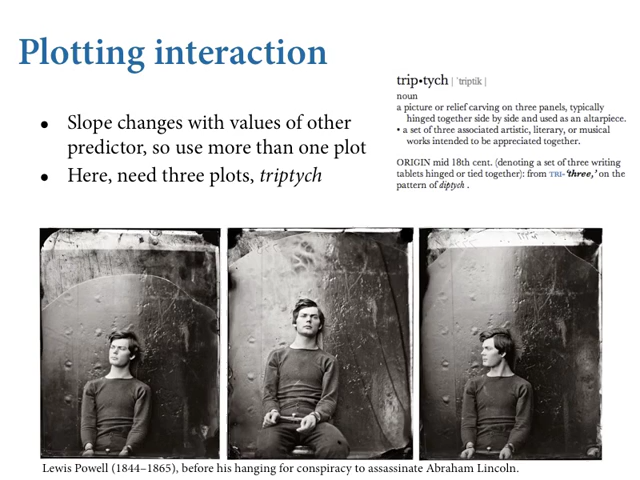 Plotting interaction
• Slope changes with values of other
predictor, so use more than one plot
• Here, need three plots, triptych
trip•tych | ˈtriptik |
noun
a picture or relief carving on three panels, typically
hinged together side by side and used as an altarpiece.
• a set of three associated artistic, literary, or musical
works intended to be appreciated together.
ORIGIN mid 18th cent. (denoting a set of three writing
tablets hinged or tied together): from TRI- ‘three,’ on the
pattern of diptych .
Lewis Powell (1844–1865), before his hanging for conspiracy to assassinate Abraham Lincoln.